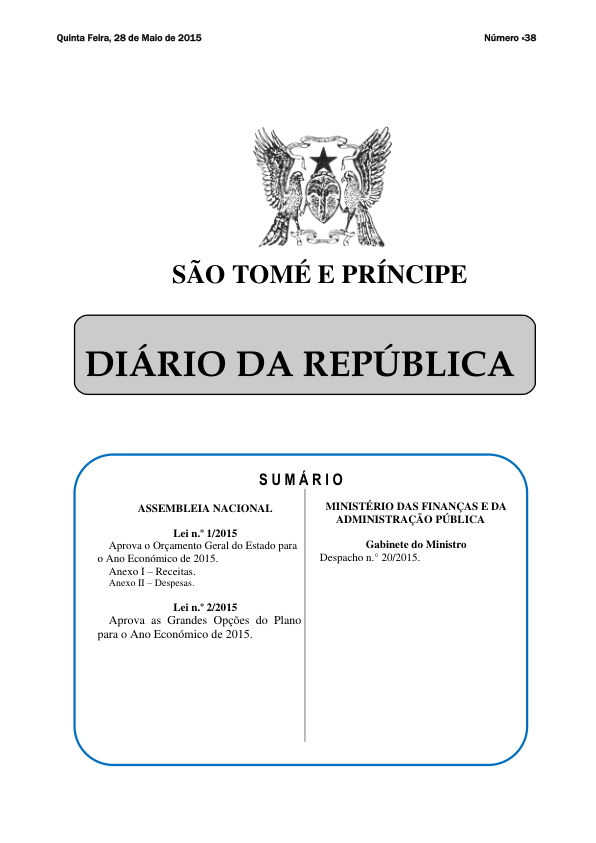 Quinta Feira, 28 de Maio de 2015
Número •38
SÃO TOMÉ E PRÍNCIPE
DIÁRIO DA REPÚBLICA
SUMÁRIO
ASSEMBLEIA NACIONAL
Lei n.º 1/2015
Aprova o Orçamento Geral do Estado para
o Ano Económico de 2015.
Anexo I – Receitas.
Anexo II – Despesas.
Lei n.º 2/2015
Aprova as Grandes Opções do Plano
para o Ano Económico de 2015.
MINISTÉRIO DAS FINANÇAS E DA
ADMINISTRAÇÃO PÚBLICA
Gabinete do Ministro
Despacho n.° 20/2015.